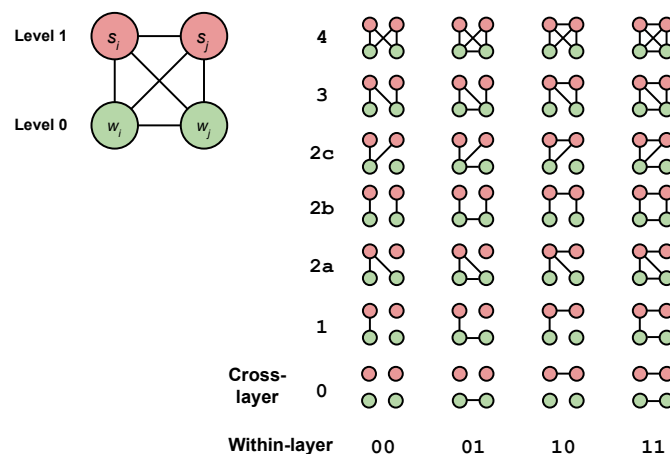 Level 1
s_i
s_j
Level 0
w_i
w_j
4
3
2c
2b
2a
1
Cross-
layer
0
Within-layer 00 01 10 11